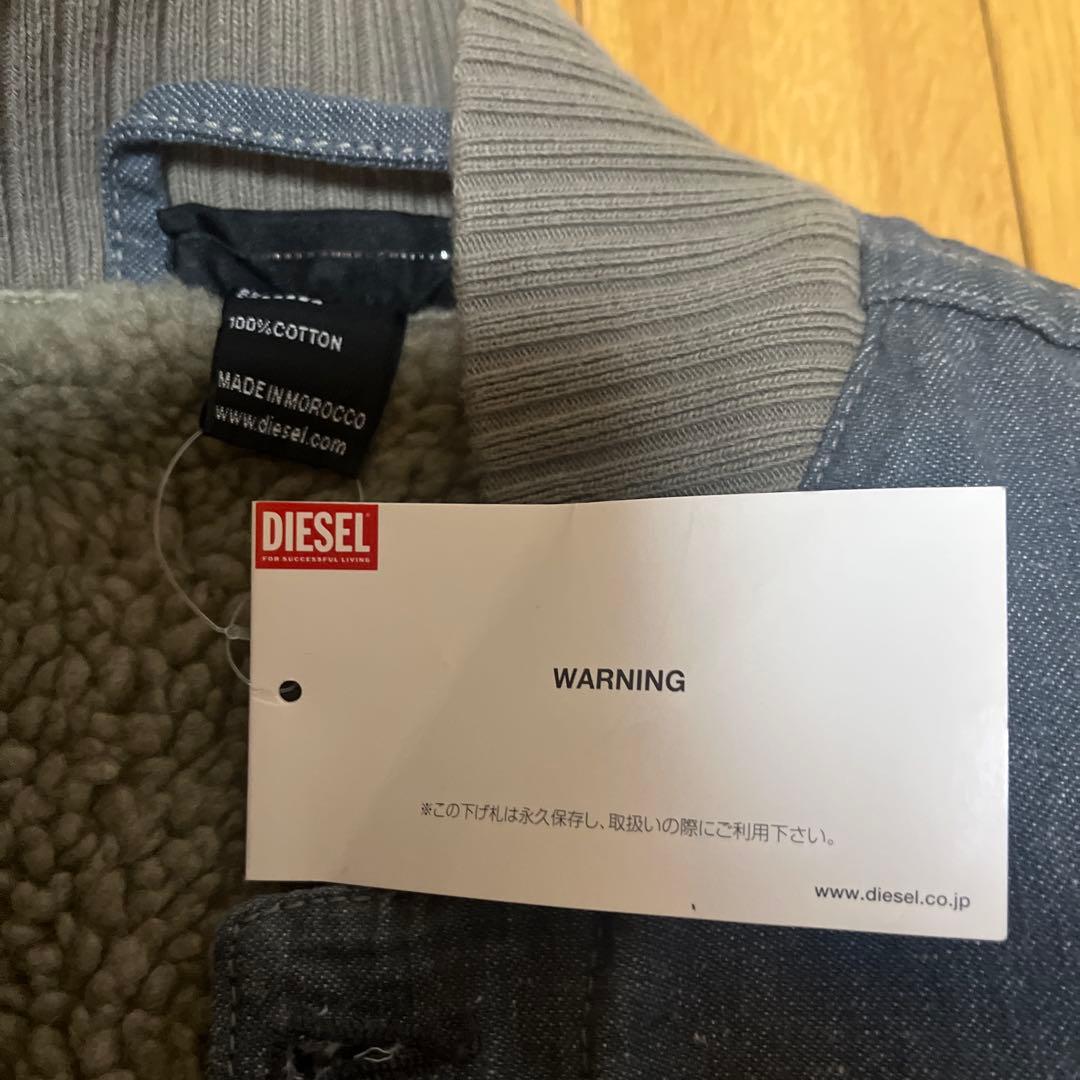 100%COTTON
MADE IN MOROCCO
www.diesel.com
DIESEL
FOR SUCCESSFUL LIVING
WARNING
※この下げ札は永久保存し、取扱いの際にご利用下さい。
www.diesel.co.jp